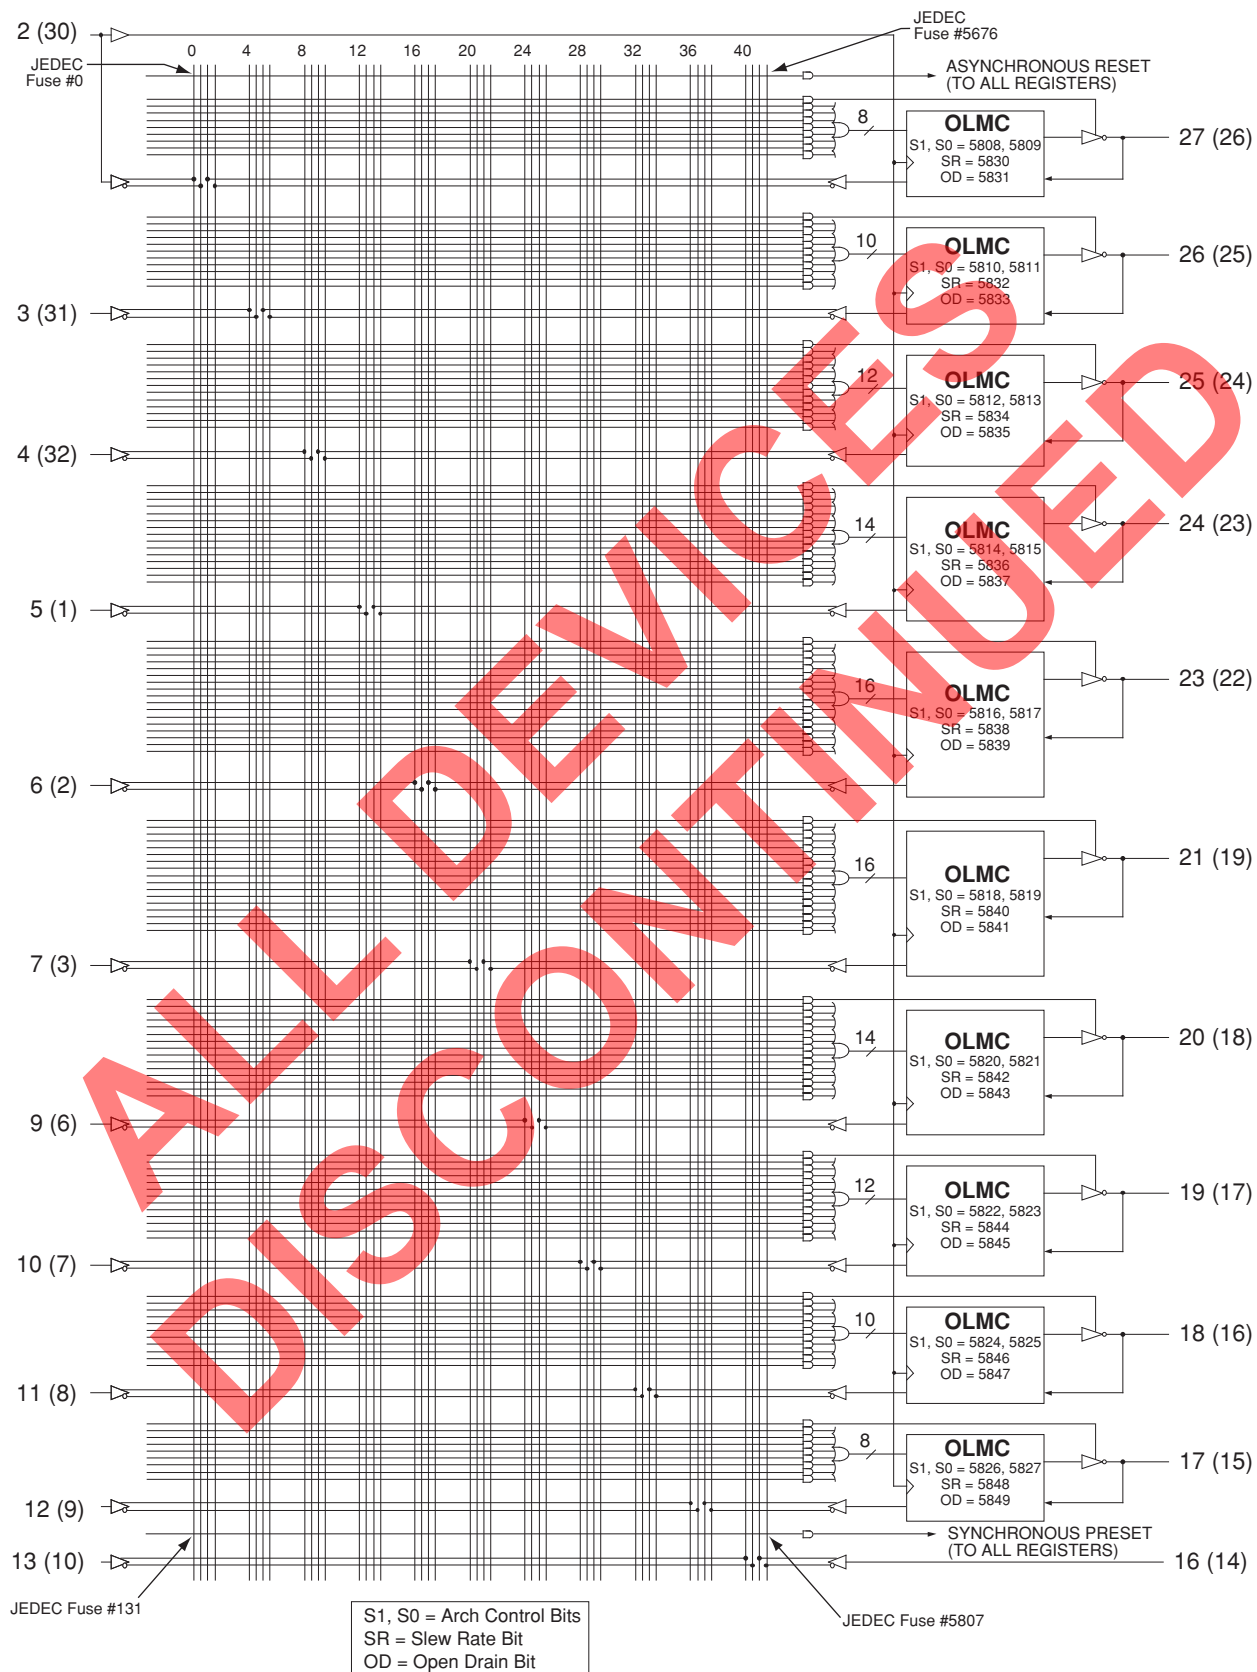 2 (30)
JEDEC
Fuse #0
0 4 8 12 16 20 24 28 32 36 40
JEDEC
Fuse #5676
ASYNCHRONOUS RESET
(TO ALL REGISTERS)
8
OLMC
S1, S0 = 5808, 5809
SR = 5830
OD = 5831
27 (26)
10
OLMC
S1, S0 = 5810, 5811
SR = 5832
OD = 5833
26 (25)
3 (31)
12
OLMC
S1, S0 = 5812, 5813
SR = 5834
OD = 5835
25 (24)
4 (32)
14
OLMC
S1, S0 = 5814, 5815
SR = 5836
OD = 5837
24 (23)
5 (1)
16
OLMC
S1, S0 = 5816, 5817
SR = 5838
OD = 5839
23 (22)
6 (2)
16
OLMC
S1, S0 = 5818, 5819
SR = 5840
OD = 5841
21 (19)
7 (3)
14
OLMC
S1, S0 = 5820, 5821
SR = 5842
OD = 5843
20 (18)
9 (6)
12
OLMC
S1, S0 = 5822, 5823
SR = 5844
OD = 5845
19 (17)
10 (7)
10
OLMC
S1, S0 = 5824, 5825
SR = 5846
OD = 5847
18 (16)
11 (8)
8
OLMC
S1, S0 = 5826, 5827
SR = 5848
OD = 5849
17 (15)
12 (9)
SYNCHRONOUS PRESET
(TO ALL REGISTERS)
13 (10)
16 (14)
JEDEC Fuse #131
JEDEC Fuse #5807
S1, S0 = Arch Control Bits
SR = Slew Rate Bit
OD = Open Drain Bit
ALL DEVICES
DISCONTINUED